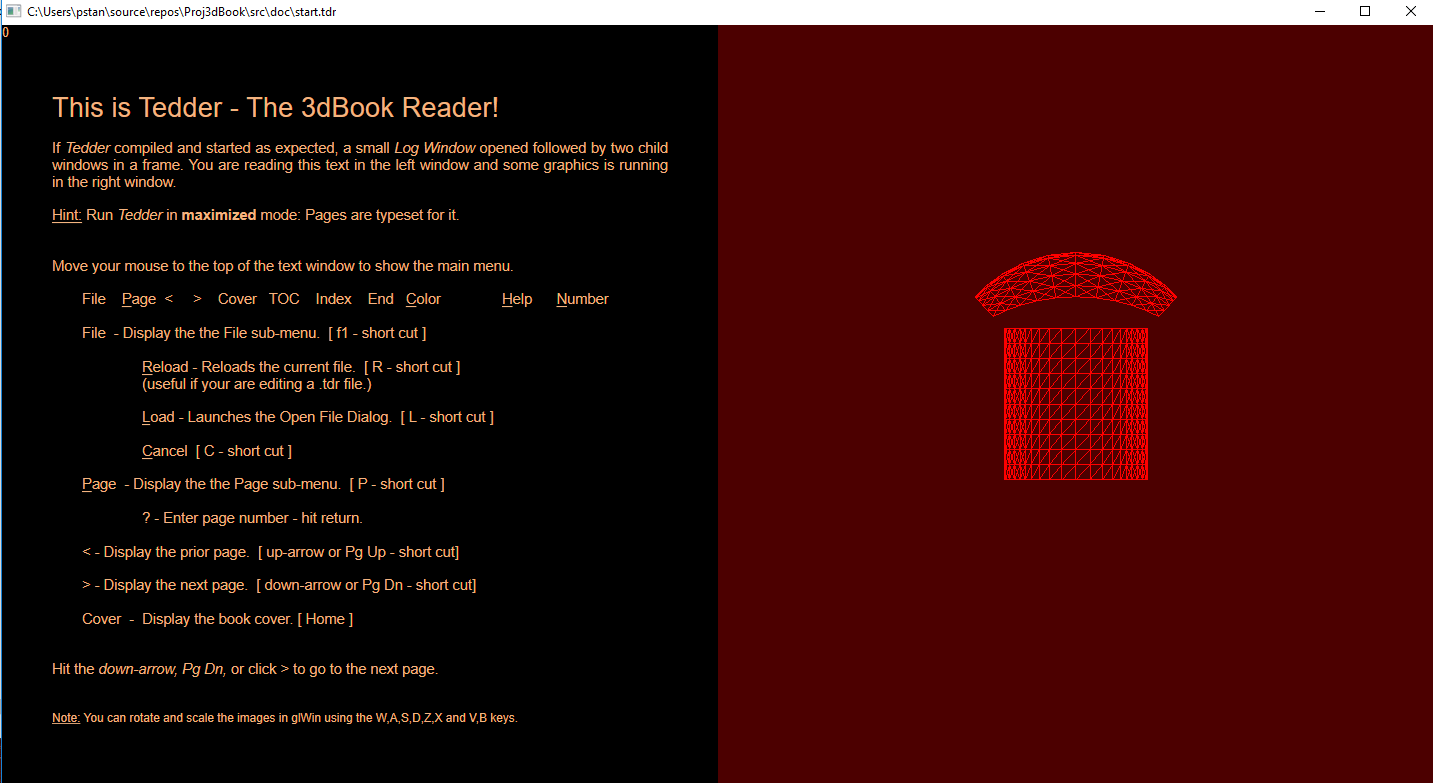 C:\Users\pstan\source\repos\Proj3dBook\src\doc\start.tdr
0
This is Tedder - The 3dBook Reader!
If Tedder compiled and started as expected, a small Log Window opened followed by two child
windows in a frame. You are reading this text in the left window and some graphics is running
in the right window.
Hint: Run Tedder in maximized mode: Pages are typeset for it.
Move your mouse to the top of the text window to show the main menu.
File Page < > Cover TOC Index End Color Help Number
File - Display the the File sub-menu. [ f1 - short cut ]
Reload - Reloads the current file. [ R - short cut ]
(useful if your are editing a .tdr file.)
Load - Launches the Open File Dialog. [ L - short cut ]
Cancel [ C - short cut ]
Page - Display the the Page sub-menu. [ P - short cut ]
? - Enter page number - hit return.
< - Display the prior page. [ up-arrow or Pg Up - short cut]
> - Display the next page. [ down-arrow or Pg Dn - short cut]
Cover - Display the book cover. [ Home ]
Hit the down-arrow, Pg Dn, or click > to go to the next page.
Note: You can rotate and scale the images in glWin using the W,A,S,D,Z,X and V,B keys.